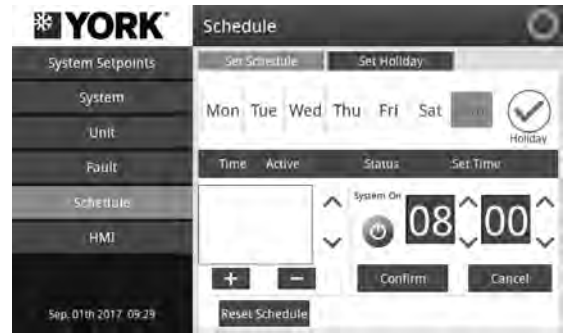 YORK
Schedule
System Setpoints
System
Unit
Fault
Schedule
HMI
Sep. 01th 2017 09:29
Set Schedule
Set Holiday
Mon Tue Wed Thu Fri Sat
Holiday
Time Active Status Set Time
System On
08 00
+ −
Confirm Cancel
Reset Schedule